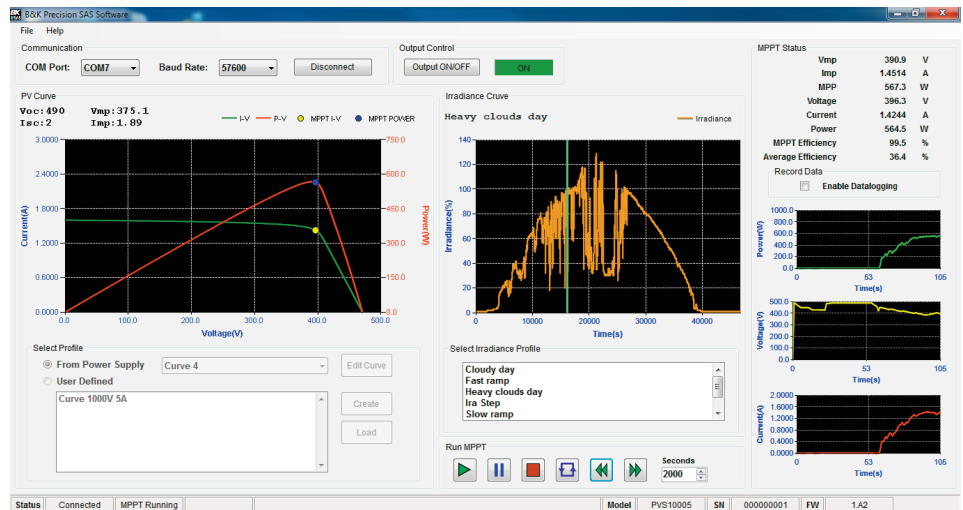 B&K Precision SAS Software
File Help
Communication
COM Port: COM7 Baud Rate: 57600 Disconnect
Output Control
Output ON/OFF ON
PV Curve
Voc:490 Vmp:375.1
Isc:2 Imp:1.89
I-V P-V MPPT I-V MPPT POWER
3.0000
2.4000
1.8000
1.2000
0.6000
0.0000
Current(A)
750.0
600.0
450.0
300.0
150.0
0.0
Power(W)
0.0 100.0 200.0 300.0 400.0 500.0
Voltage(V)
Select Profile
From Power Supply Curve 4 Edit Curve
User Defined
Curve 1000V 5A
Create
Load
Irradiance Cruve
Heavy clouds day Irradiance
140
120
100
80
60
40
20
0
Irradiance(%)
0 10000 20000 30000 40000
Time(s)
Select Irradiance Profile
Cloudy day
Fast ramp
Heavy clouds day
Ira Step
Slow ramp
Run MPPT
Seconds
2000
MPPT Status
Vmp 390.9 V
Imp 1.4514 A
MPP 567.3 W
Voltage 396.3 V
Current 1.4244 A
Power 564.5 W
MPPT Efficiency 99.5 %
Average Efficiency 36.4 %
Record Data
Enable Datalogging
1000.0
800.0
600.0
400.0
200.0
0.0
Power(W)
0 53 105
Time(s)
500.0
400.0
300.0
200.0
100.0
0.0
Voltage(V)
0 53 105
Time(s)
2.0000
1.6000
1.2000
0.8000
0.4000
0.0000
Current(A)
0 53 105
Time(s)
Status Connected MPPT Running Model PVS10005 SN 000000001 FW 1.A2